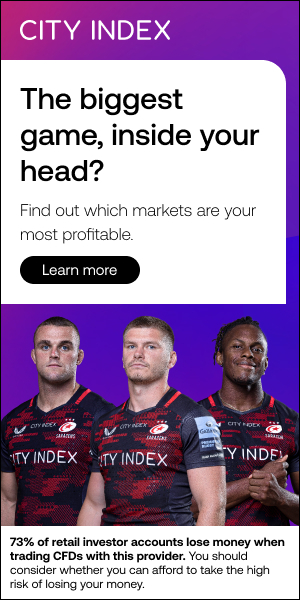 CITY INDEX
The biggest
game, inside your
head?
Find out which markets are your
most profitable.
Learn more
CITY INDEX
SARACENS
CITY INDEX
CITY INDEX
SARACENS
CITY INDEX
CITY INDEX
SARACENS
TY INDE
73% of retail investor accounts lose money when
trading CFDs with this provider. You should
consider whether you can afford to take the high
risk of losing your money.